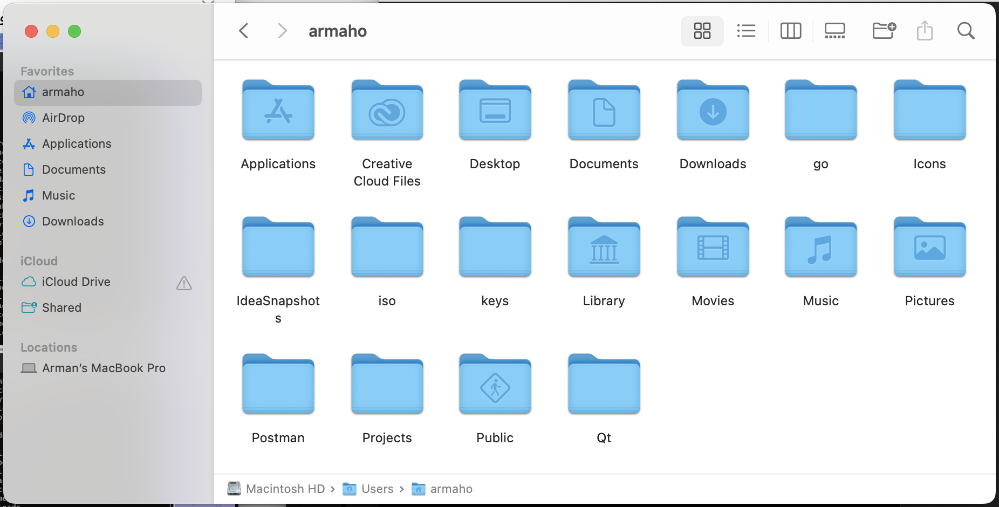 armaho
Favorites
armaho
AirDrop
Applications
Documents
Music
Downloads
iCloud
iCloud Drive
Shared
Locations
Arman’s MacBook Pro
Applications
Creative
Cloud Files
Desktop
Documents
Downloads
go
Icons
IdeaSnapshot
s
iso
keys
Library
Movies
Music
Pictures
Postman
Projects
Public
Qt
Macintosh HD › Users › armaho